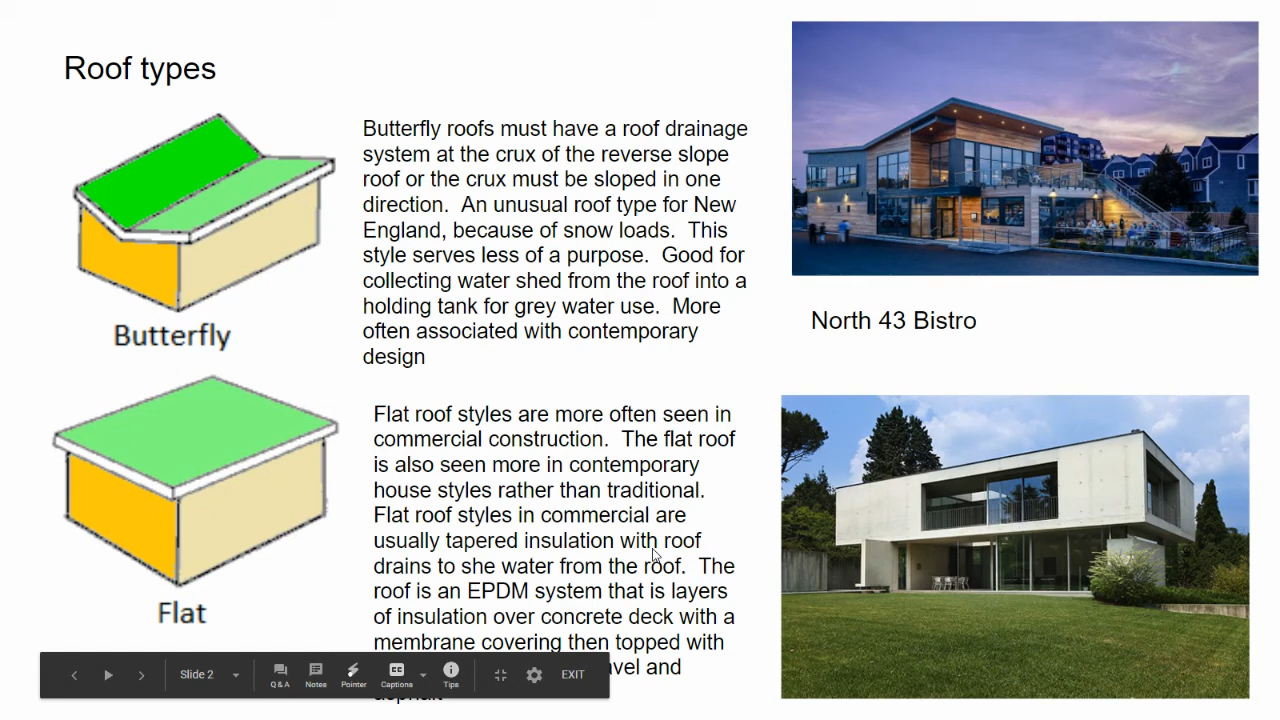 Roof types
Butterfly roofs must have a roof drainage
system at the crux of the reverse slope
roof or the crux must be sloped in one
direction. An unusual roof type for New
England, because of snow loads. This
style serves less of a purpose. Good for
collecting water shed from the roof into a
holding tank for grey water use. More
often associated with contemporary
design
Butterfly
North 43 Bistro
Flat roof styles are more often seen in
commercial construction. The flat roof
is also seen more in contemporary
house styles rather than traditional.
Flat roof styles in commercial are
usually tapered insulation with roof
drains to she water from the roof. The
roof is an EPDM system that is layers
of insulation over concrete deck with a
membrane covering then topped with
and
Flat
Slide 2
Q & A
Notes
Pointer
Captions
Tips
EXIT
CC